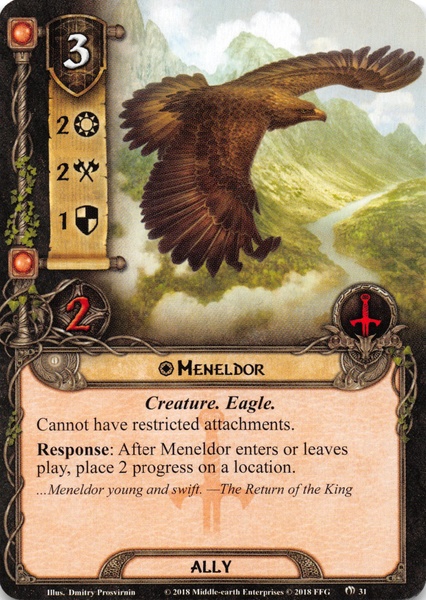 3
2
2
1
2
Meneldor
Creature. Eagle.
Cannot have restricted attachments.
Response: After Meneldor enters or leaves
play, place 2 progress on a location.
...Meneldor young and swift. —The Return of the King
ALLY
Illus. Dmitry Prosvirnin © 2018 Middle-earth Enterprises © 2018 FFG 31